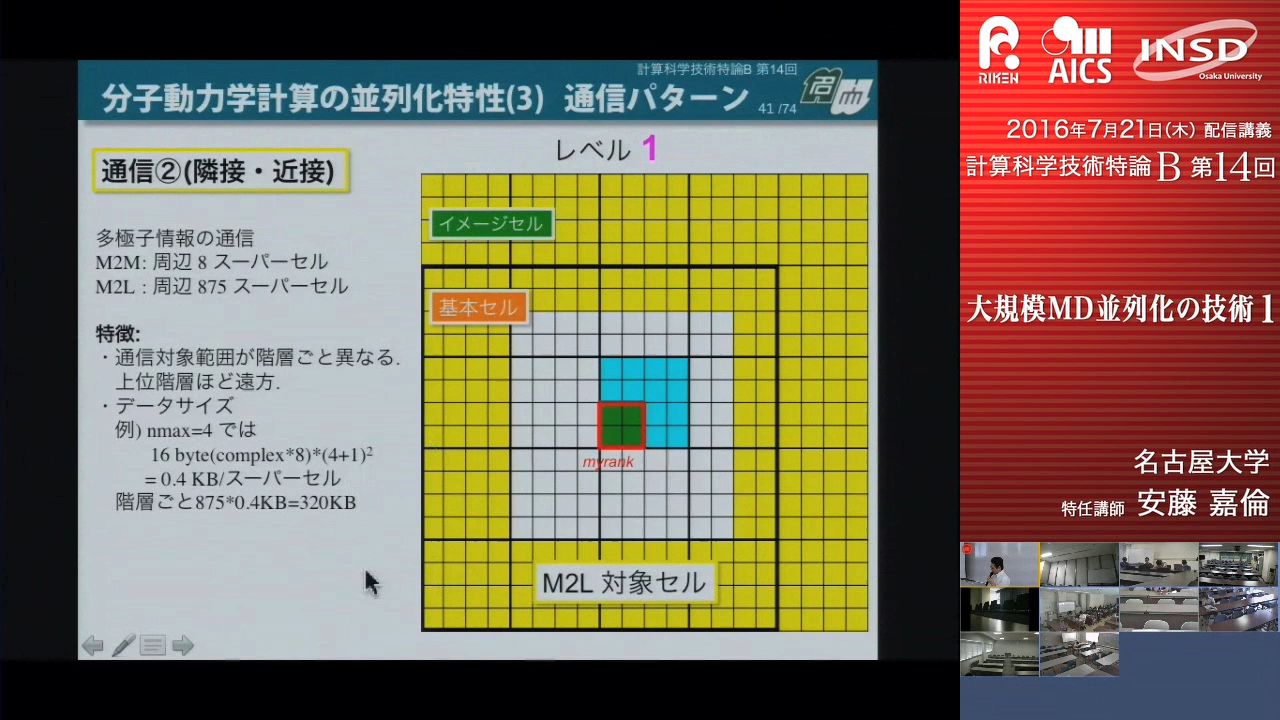 計算科学技術特論B 第14回
分子動力学計算の並列化特性(3) 通信パターン
41 /74
通信②(隣接・近接)
多極子情報の通信
M2M: 周辺 8 スーパーセル
M2L : 周辺 875 スーパーセル
特徴:
・通信対象範囲が階層ごと異なる.
上位階層ほど遠方.
・データサイズ
例) nmax=4 では
16 byte(complex*8)*(4+1)²
= 0.4 KB/スーパーセル
階層ごと875*0.4KB=320KB
レベル 1
イメージセル
基本セル
myrank
M2L 対象セル
RIKEN
AICS
INSD
Osaka University
2016年7月21日(木) 配信講義
計算科学技術特論 B 第14回
大規模MD並列化の技術1
名古屋大学
特任講師 安藤 嘉倫